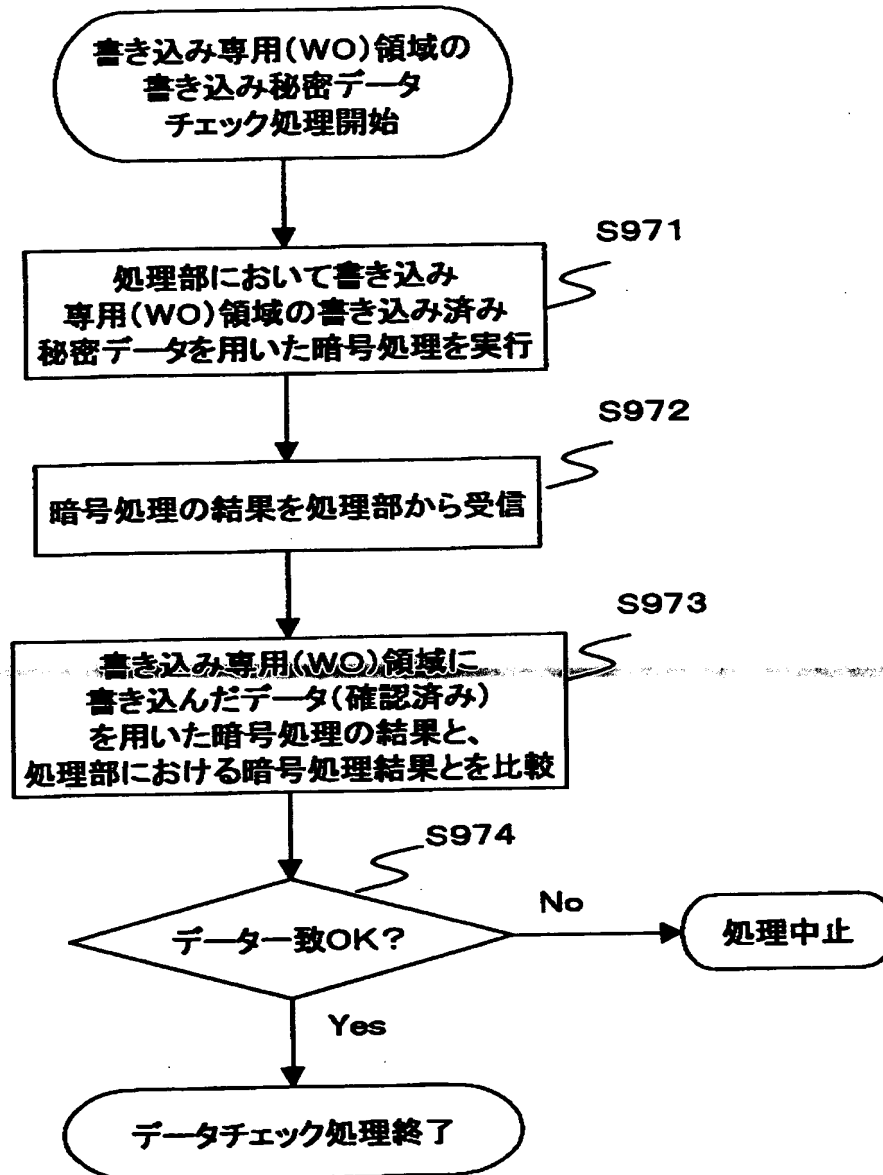 書き込み専用(WO)領域の
書き込み秘密データ
チェック処理開始
S971
処理部において書き込み
専用(WO)領域の書き込み済み
秘密データを用いた暗号処理を実行
S972
暗号処理の結果を処理部から受信
S973
書き込み専用(WO)領域に
書き込んだデータ(確認済み)
を用いた暗号処理の結果と、
処理部における暗号処理結果とを比較
S974
データ一致OK?
No
処理中止
Yes
データチェック処理終了